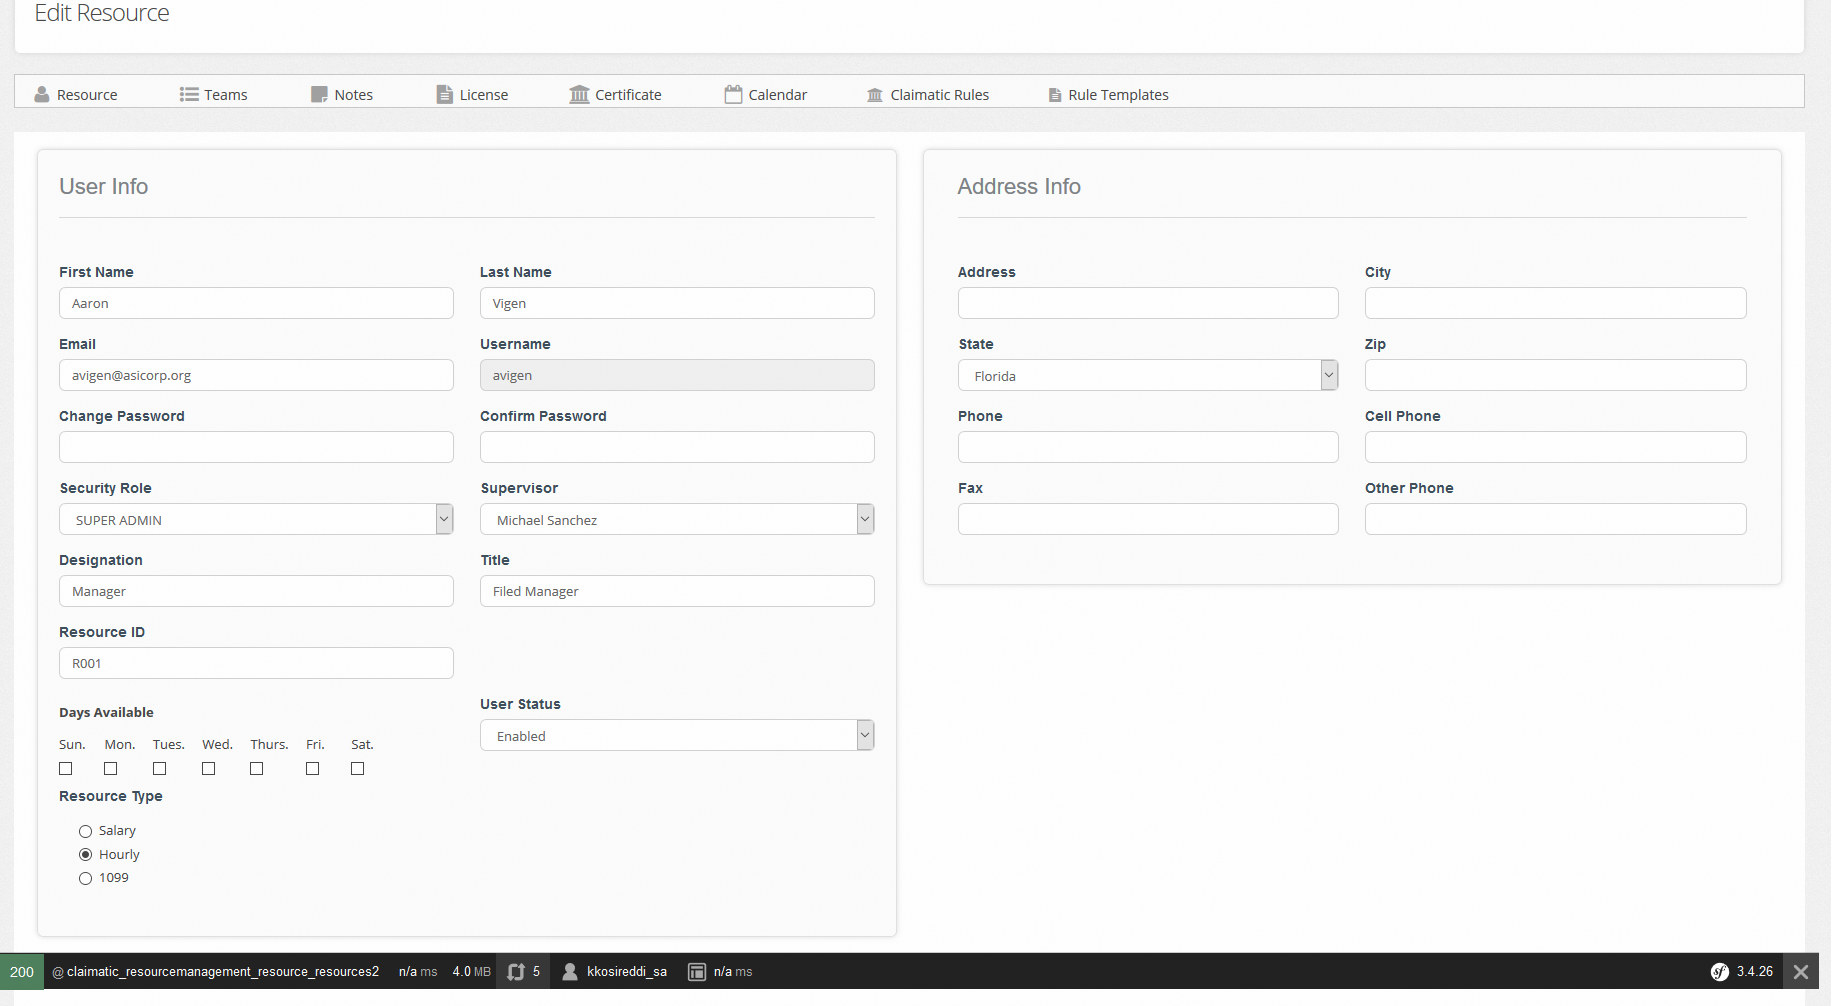 Edit Resource
Resource Teams Notes License Certificate Calendar Claimatic Rules Rule Templates
User Info
First Name Last Name
Aaron Vigen
Email Username
avigen@asicorp.org avigen
Change Password Confirm Password
Security Role Supervisor
SUPER ADMIN Michael Sanchez
Designation Title
Manager Filed Manager
Resource ID
R001
Days Available
User Status
Enabled
Sun. Mon. Tues. Wed. Thurs. Fri. Sat.
Resource Type
Salary
Hourly
1099
Address Info
Address City
State Zip
Florida
Phone Cell Phone
Fax Other Phone
200 @ claimatic_resourcemanagement_resource_resources2 n/a ms 4.0 MB 5 kkosireddi_sa n/a ms sf 3.4.26